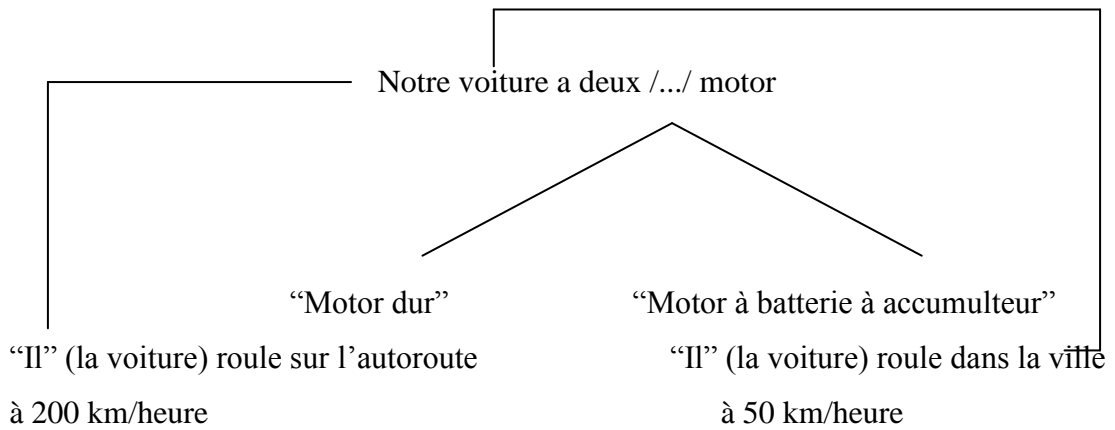 Notre voiture a deux /.../ motor
“Motor dur” “Motor à batterie à accumulteur”
“Il” (la voiture) roule sur l’autoroute “Il” (la voiture) roule dans la ville
à 200 km/heure à 50 km/heure